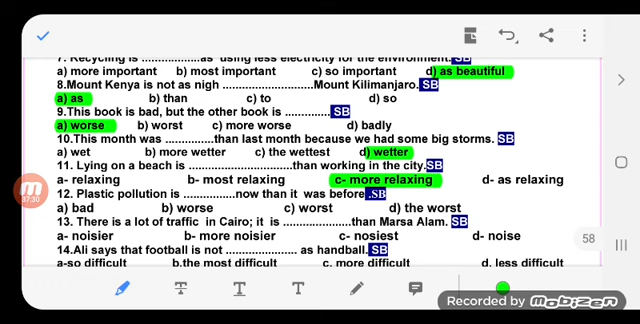 7. Recycling is .................as using less electricity for the environment. SB
a) more important b) most important c) so important d) as beautiful
8.Mount Kenya is not as nigh ..........................Mount Kilimanjaro. SB
a) as b) than c) to d) so
9.This book is bad, but the other book is .............. SB
a) worse b) worst c) more worse d) badly
10.This month was ..............than last month because we had some big storms. SB
a) wet b) more wetter c) the wettest d) wetter
11. Lying on a beach is ............................than working in the city. SB
a- relaxing b- most relaxing c- more relaxing d- as relaxing
12. Plastic pollution is .................now than it was before .SB
a) bad b) worse c) worst d) the worst
13. There is a lot of traffic in Cairo; it is ......................than Marsa Alam. SB
a- noisier b- more noisier c- nosiest d- noise
14.Ali says that football is not ....................... as handball. SB
a-so difficult b.the most difficult c. more difficult d. less difficult
37:30
58
Recorded by Mobizen